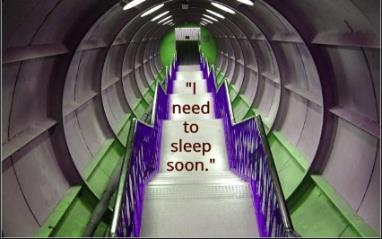 "I
need
to
sleep
soon."